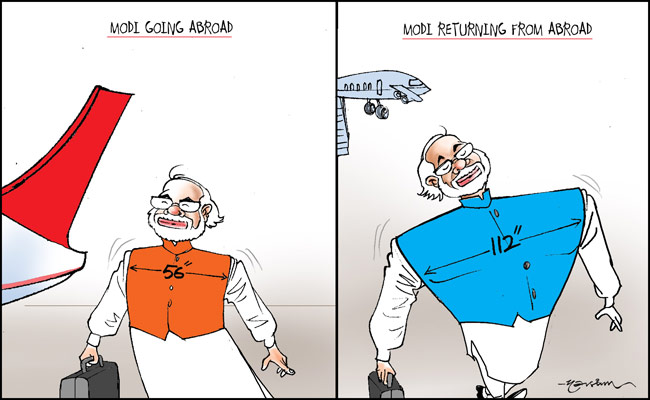 MODI GOING ABROAD
56"
MODI RETURNING FROM ABROAD
112"